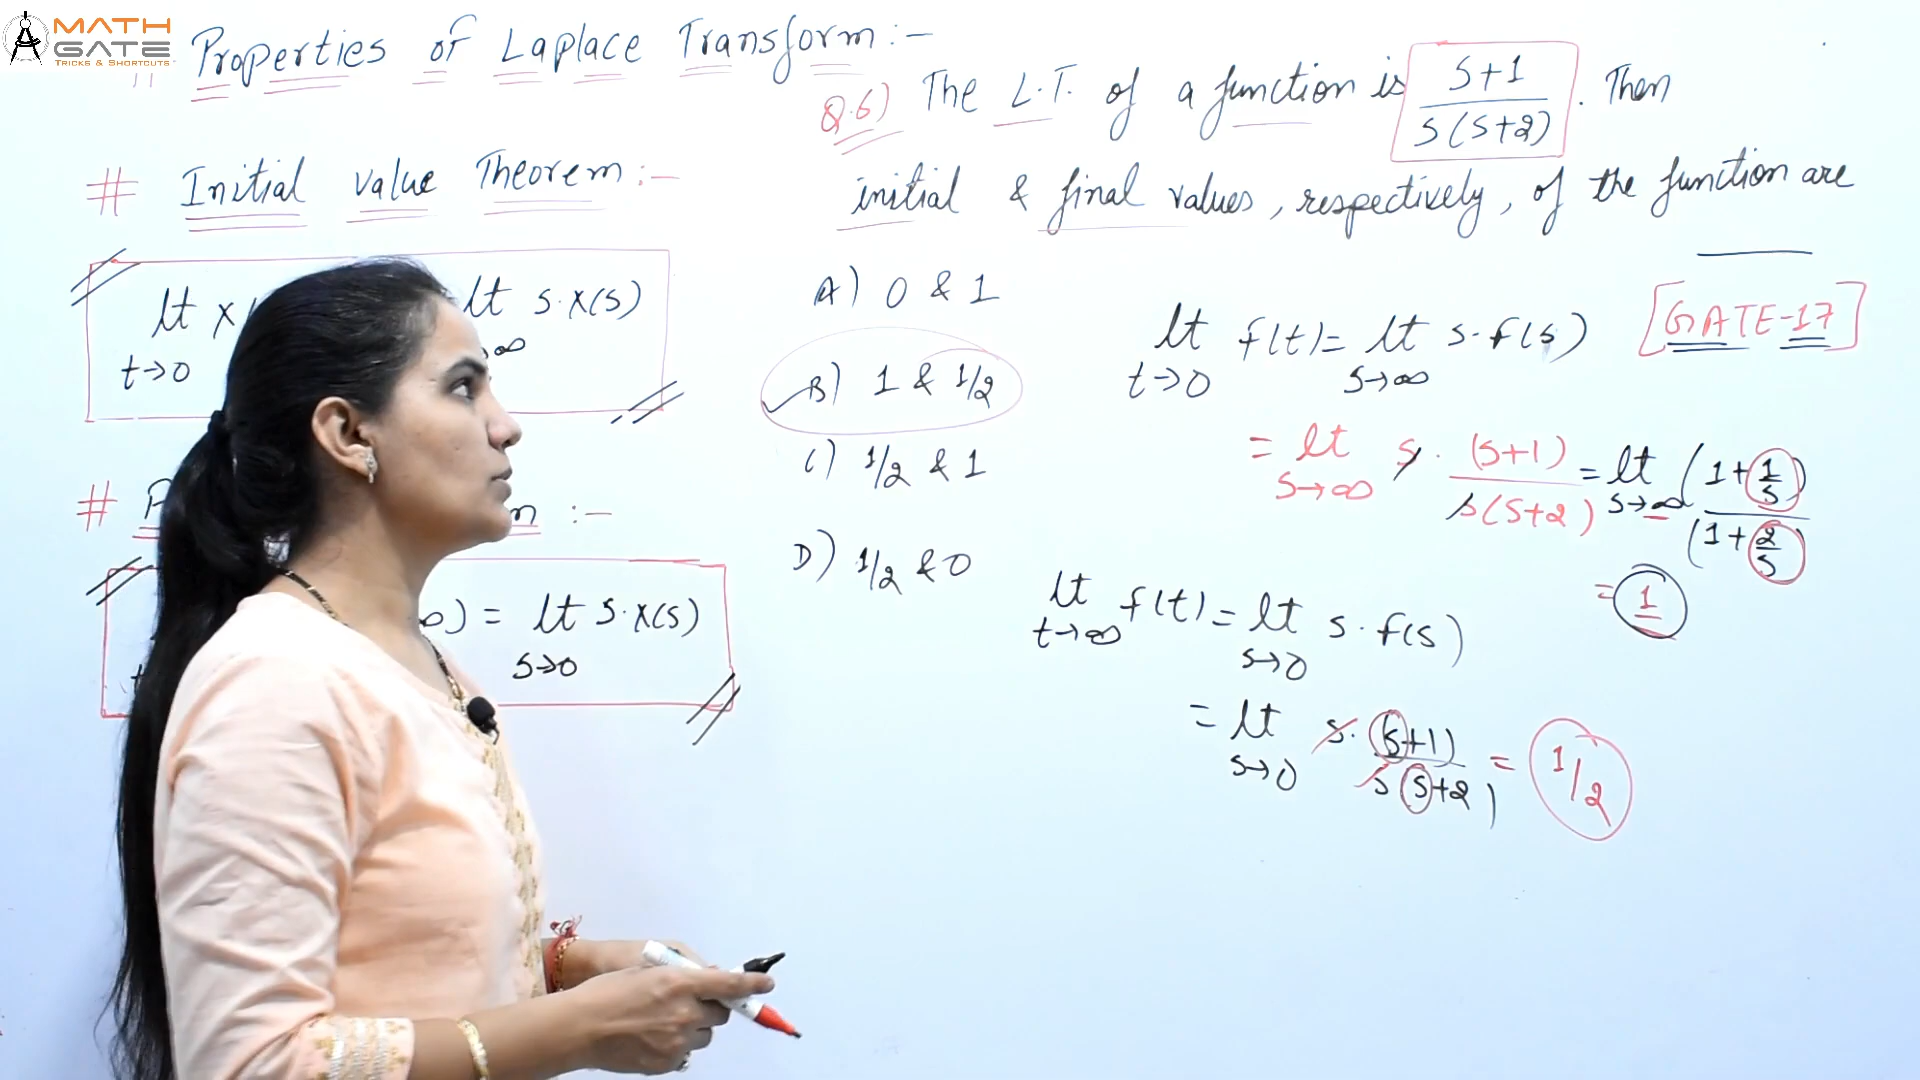 MATH
GATE
TRICKS & SHORTCUTS
Properties of Laplace Transform :-
# Initial value Theorem :-
lt x
t→0
lt s.x(s)
∞
#
:-
) = lt s.x(s)
s→0
Q.6) The L.T. of a function is s+1 / s(s+2) . Then
initial & final values, respectively, of the function are
[GATE-17]
A) 0 & 1
B) 1 & 1/2
C) 1/2 & 1
D) 1/2 & 0
lt f(t) = lt s.f(s)
t→0 s→∞
= lt s. (s+1) / s(s+2) = lt (1+1/s) / (1+2/s)
s→∞ s→∞
= 1
lt f(t) = lt s.f(s)
t→∞ s→0
= lt s. (s+1) / s(s+2) = 1/2
s→0